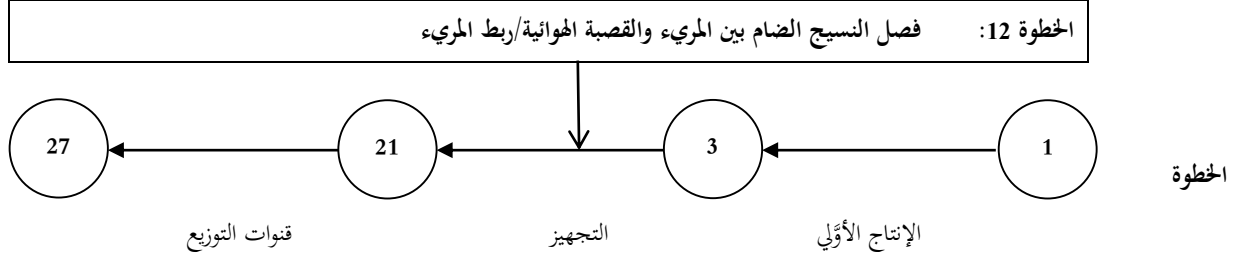 الخطوة 12: فصل النسيج الضام بين المريء والقصبة الهوائية/ربط المريء
الخطوة 1 3 21 27
الإنتاج الأوَّلي التجهيز قنوات التوزيع